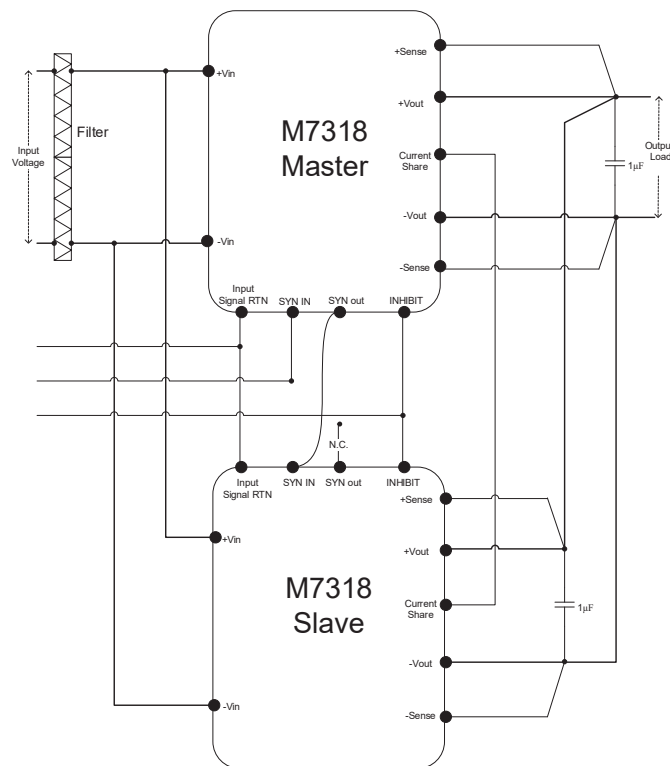 +Sense
+Vin
+Vout
Filter
M7318
Master
Input
Voltage
Current
Share
1µF
Output
Load
-Vout
-Vin
-Sense
Input
Signal RTN
SYN IN
SYN out
INHIBIT
N.C.
Input
Signal RTN
SYN IN
SYN out
INHIBIT
+Sense
+Vin
+Vout
M7318
Slave
Current
Share
1µF
-Vout
-Vin
-Sense